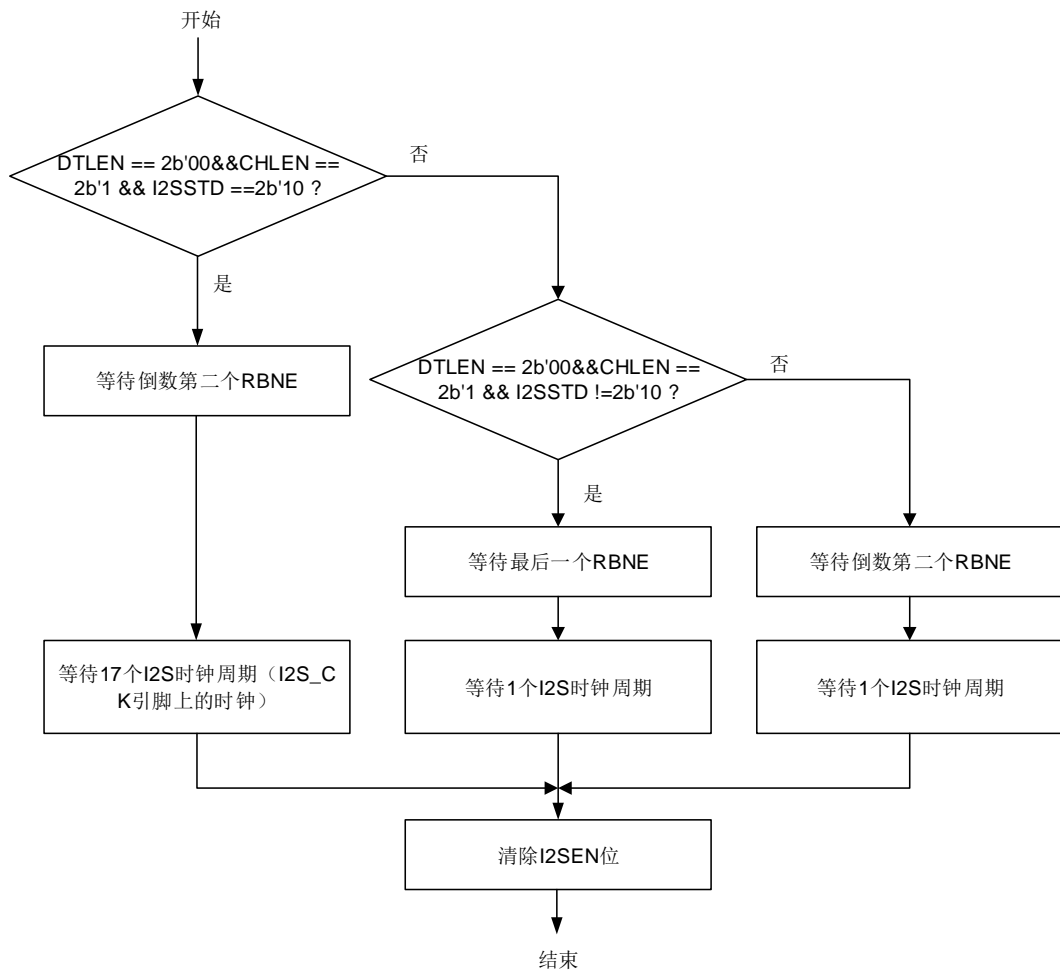 开始
DTLEN == 2b'00&&CHLEN ==
2b'1 && I2SSTD ==2b'10 ?
否
是
等待倒数第二个RBNE
DTLEN == 2b'00&&CHLEN ==
2b'1 && I2SSTD !=2b'10 ?
否
是
等待最后一个RBNE
等待倒数第二个RBNE
等待17个I2S时钟周期（I2S_C
K引脚上的时钟）
等待1个I2S时钟周期
等待1个I2S时钟周期
清除I2SEN位
结束